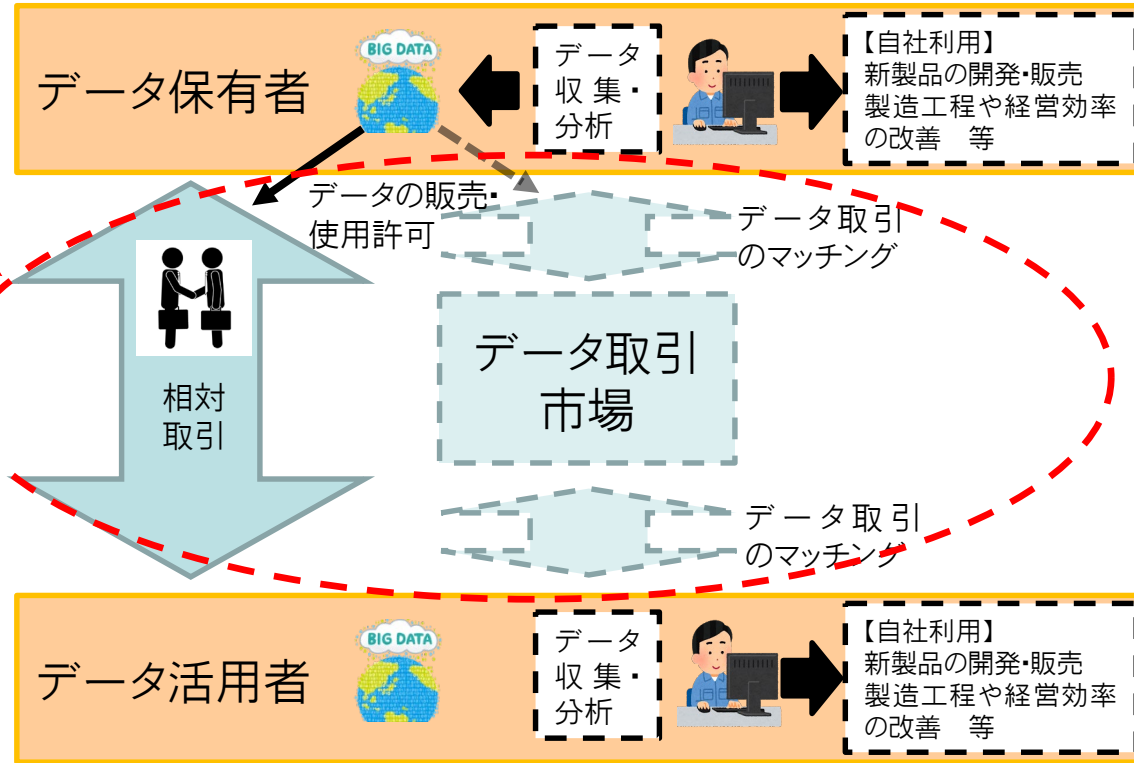 データ保有者
BIG DATA
データ
収集・
分析
【自社利用】
新製品の開発・販売
製造工程や経営効率
の改善　等
データの販売・
使用許可
データ取引
のマッチング
相対
取引
データ取引
市場
データ取引
のマッチング
データ活用者
BIG DATA
データ
収集・
分析
【自社利用】
新製品の開発・販売
製造工程や経営効率
の改善　等